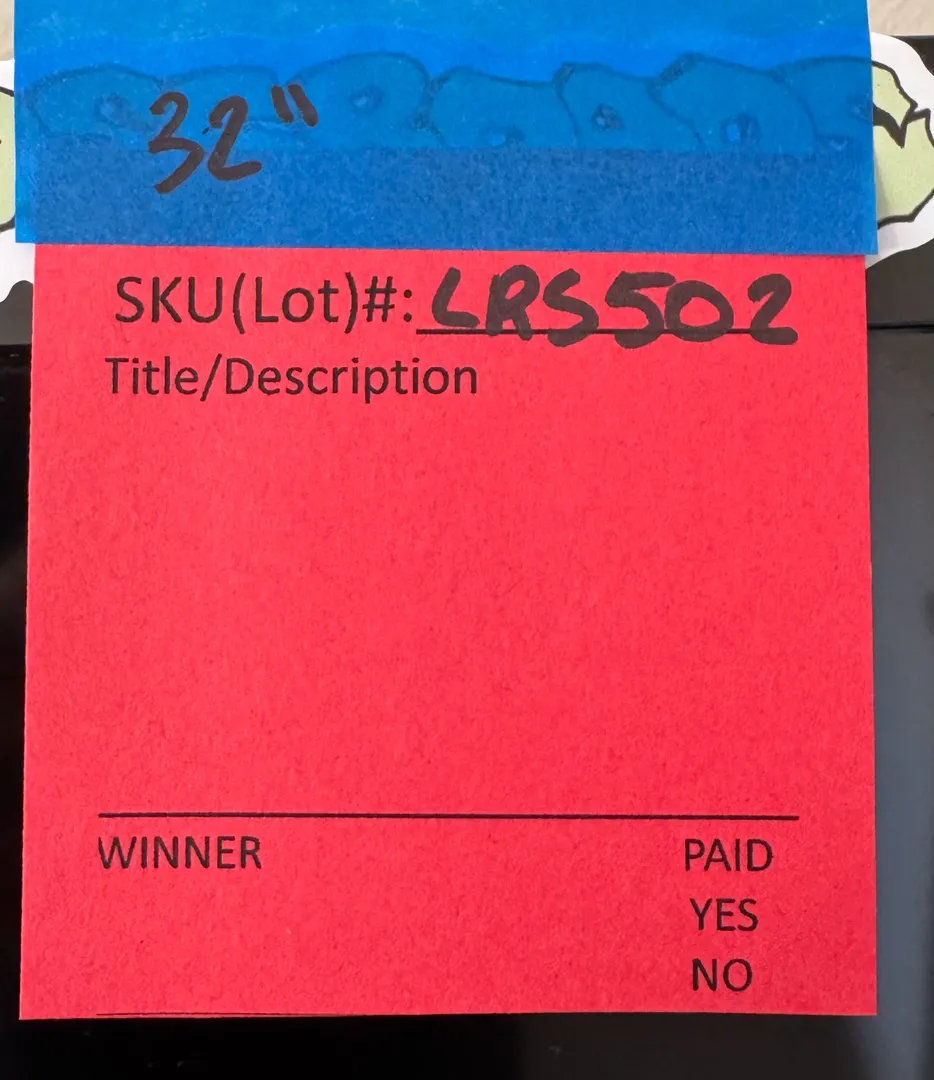 32"
SKU(Lot)#: LRS502
Title/Description
WINNER
PAID
YES
NO